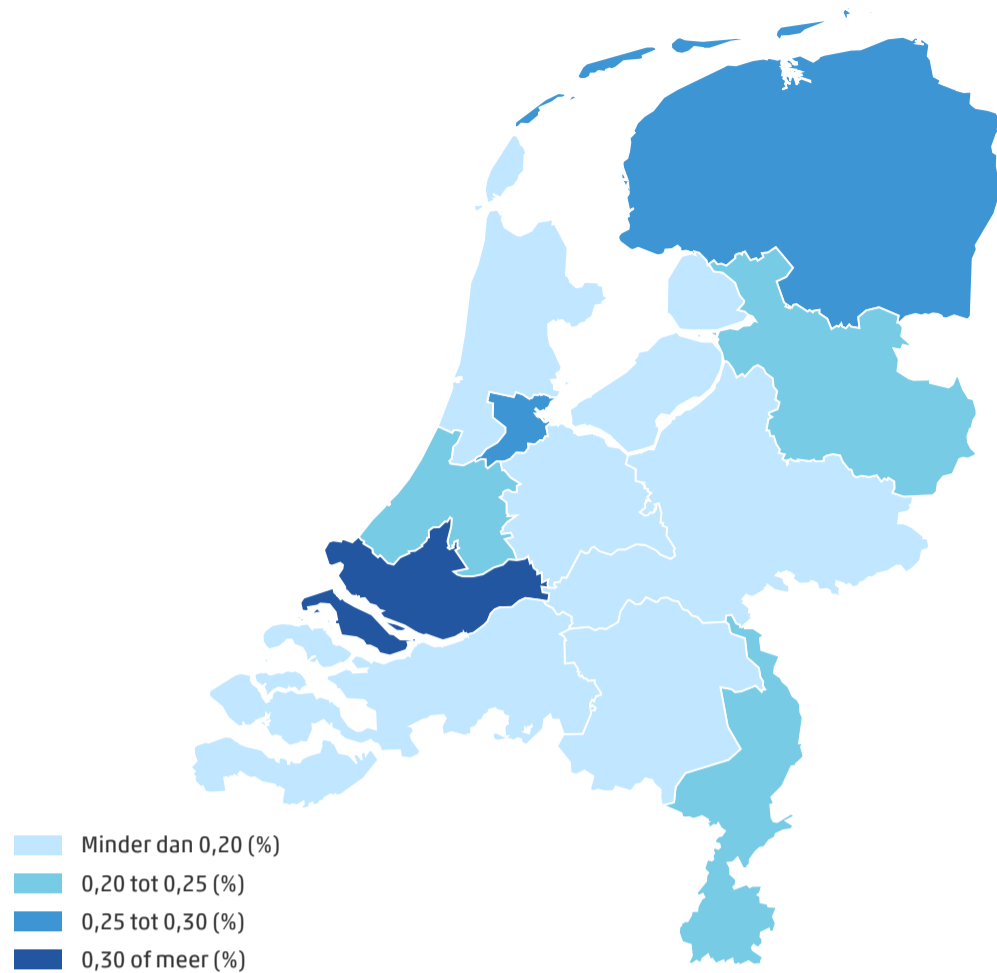 Minder dan 0,20 (%)
0,20 tot 0,25 (%)
0,25 tot 0,30 (%)
0,30 of meer (%)